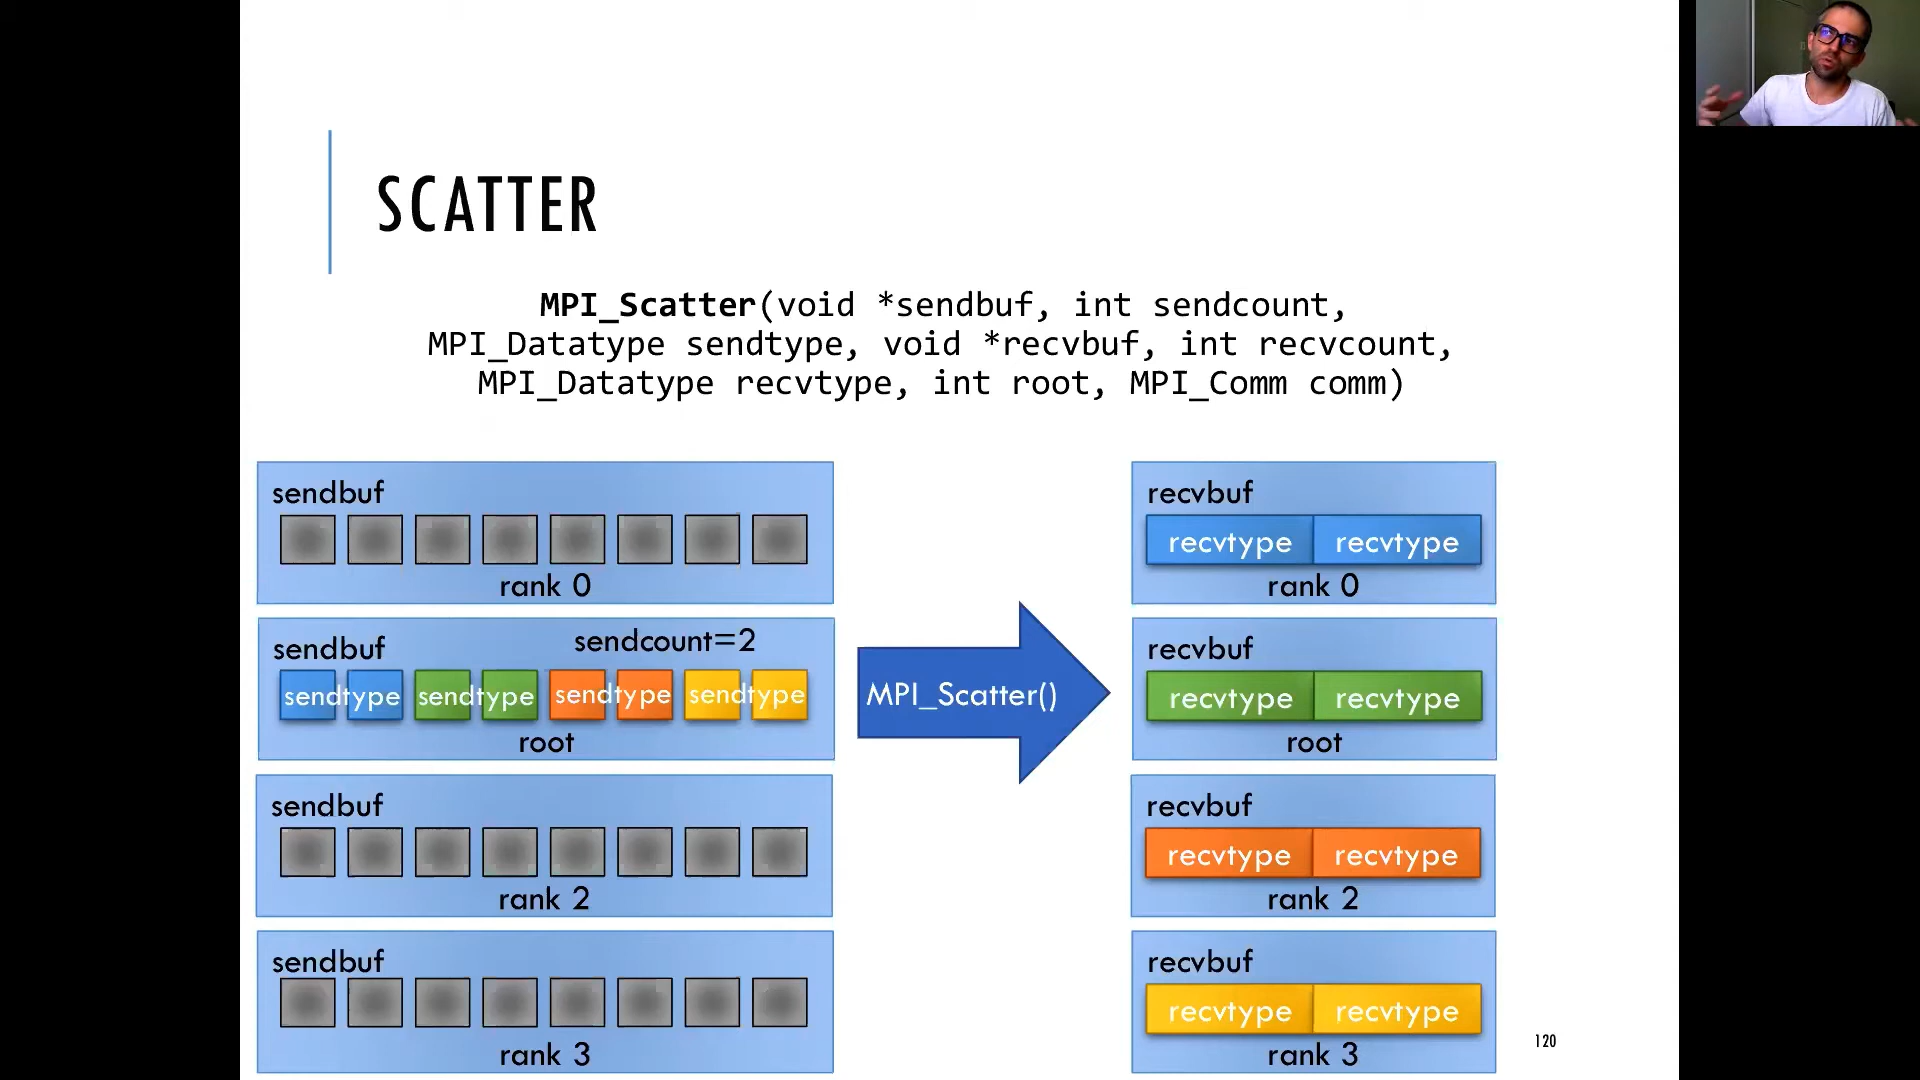 SCATTER
MPI_Scatter(void *sendbuf, int sendcount,
MPI_Datatype sendtype, void *recvbuf, int recvcount,
MPI_Datatype recvtype, int root, MPI_Comm comm)
sendbuf
rank 0
sendbuf
sendcount=2
sendtype sendtype sendtype sendtype
root
sendbuf
rank 2
sendbuf
rank 3
MPI_Scatter()
recvbuf
recvtype recvtype
rank 0
recvbuf
recvtype recvtype
root
recvbuf
recvtype recvtype
rank 2
recvbuf
recvtype recvtype
rank 3
120